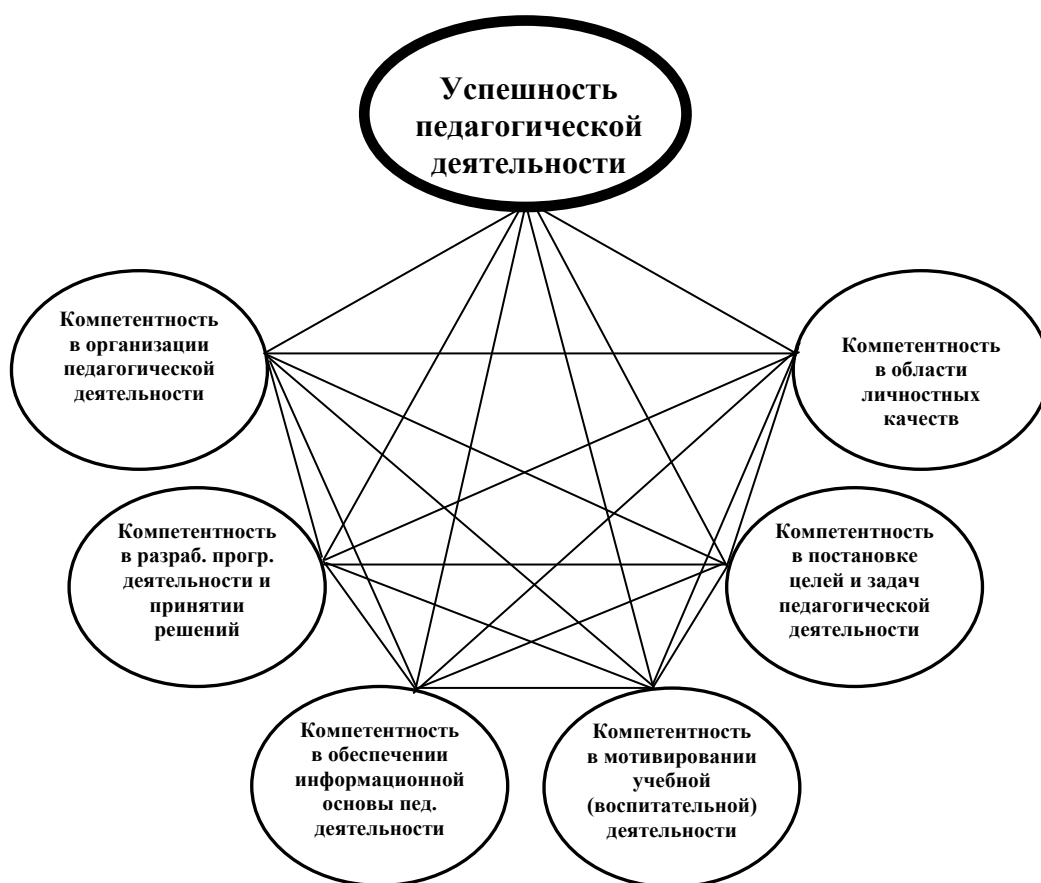 Успешность
педагогической
деятельности
Компетентность
в организации
педагогической
деятельности
Компетентность
в области
личностных
качеств
Компетентность
в разраб. прогр.
деятельности и
принятии
решений
Компетентность
в постановке
целей и задач
педагогической
деятельности
Компетентность
в обеспечении
информационной
основы пед.
деятельности
Компетентность
в мотивировании
учебной
(воспитательной)
деятельности